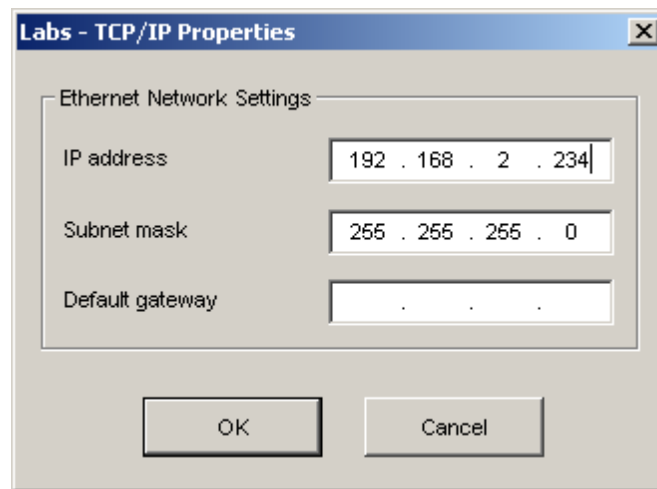 Labs - TCP/IP Properties
Ethernet Network Settings
IP address 192 . 168 . 2 . 234
Subnet mask 255 . 255 . 255 . 0
Default gateway . . .
OK Cancel